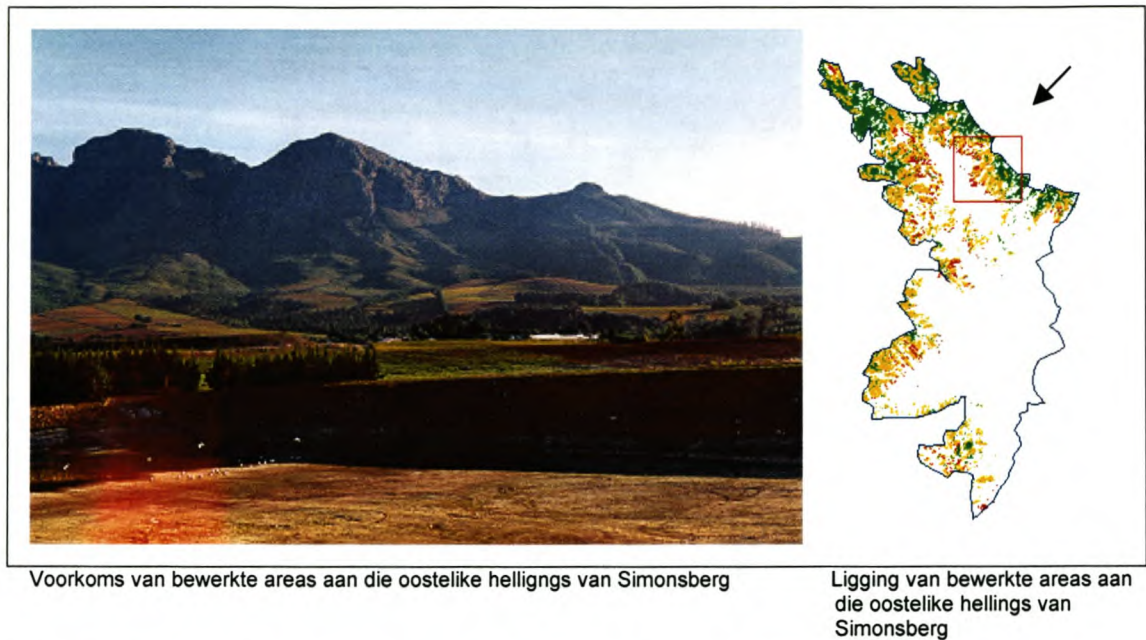 Voorkoms van bewerkte areas aan die oostelike helligngs van Simonsberg
Ligging van bewerkte areas aan
die oostelike hellings van
Simonsberg